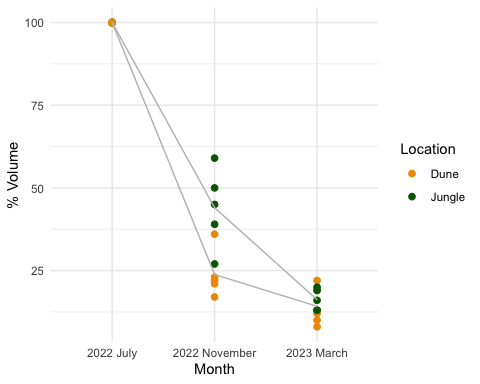 100
75
50
25
% Volume
2022 July
2022 November
2023 March
Month
Location
Dune
Jungle